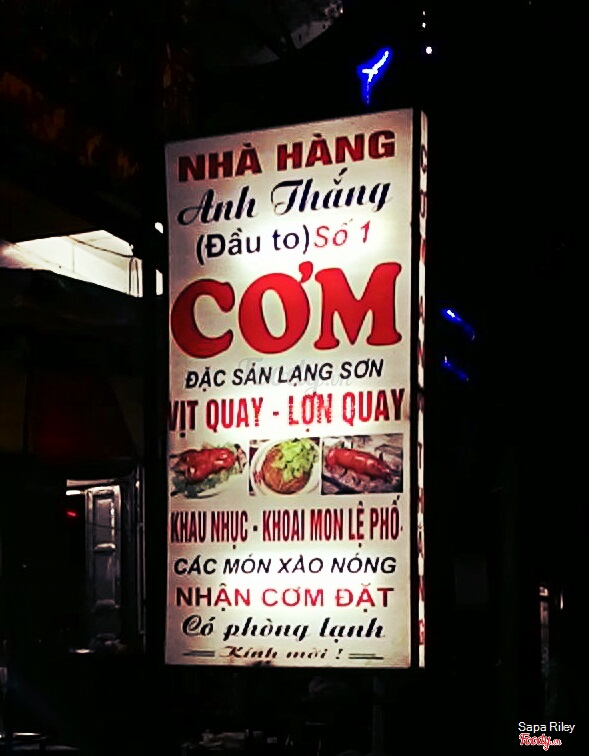 NHÀ HÀNG
Anh Thắng
(Đầu to) Số 1
CƠM
ĐẶC SẢN LẠNG SƠN
VỊT QUAY - LỢN QUAY
KHAU NHỤC - KHOAI MON LỆ PHỐ
CÁC MÓN XÀO NÓNG
NHẬN CƠM ĐẶT
Có phòng lạnh
Kính mời !
Sapa Riley
Foody.vn